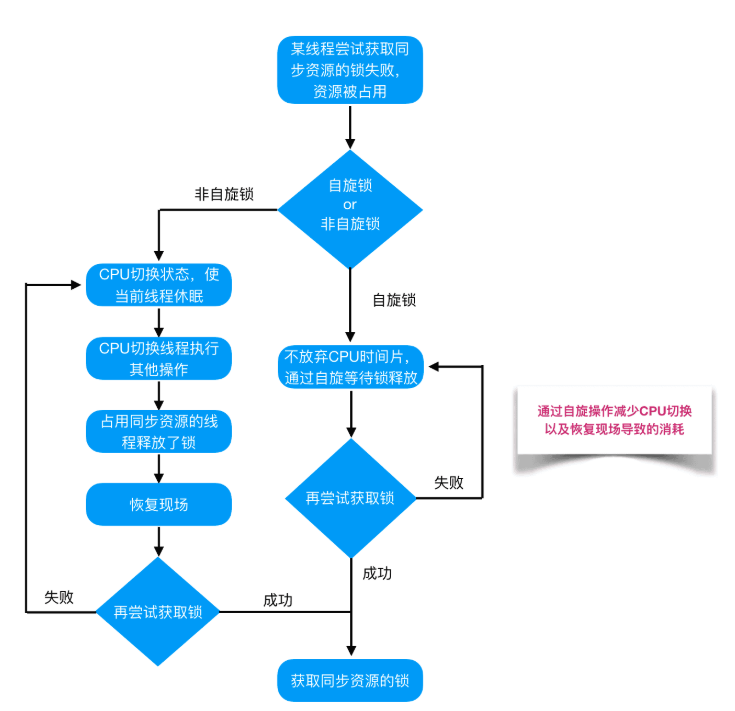 某线程尝试获取同
步资源的锁失败，
资源被占用
自旋锁
or
非自旋锁
非自旋锁
自旋锁
CPU切换状态，使
当前线程休眠
CPU切换线程执行
其他操作
占用同步资源的线
程释放了锁
恢复现场
再尝试获取锁
失败
成功
不放弃CPU时间片，
通过自旋等待锁释放
再尝试获取锁
失败
成功
获取同步资源的锁
通过自旋操作减少CPU切换
以及恢复现场导致的消耗